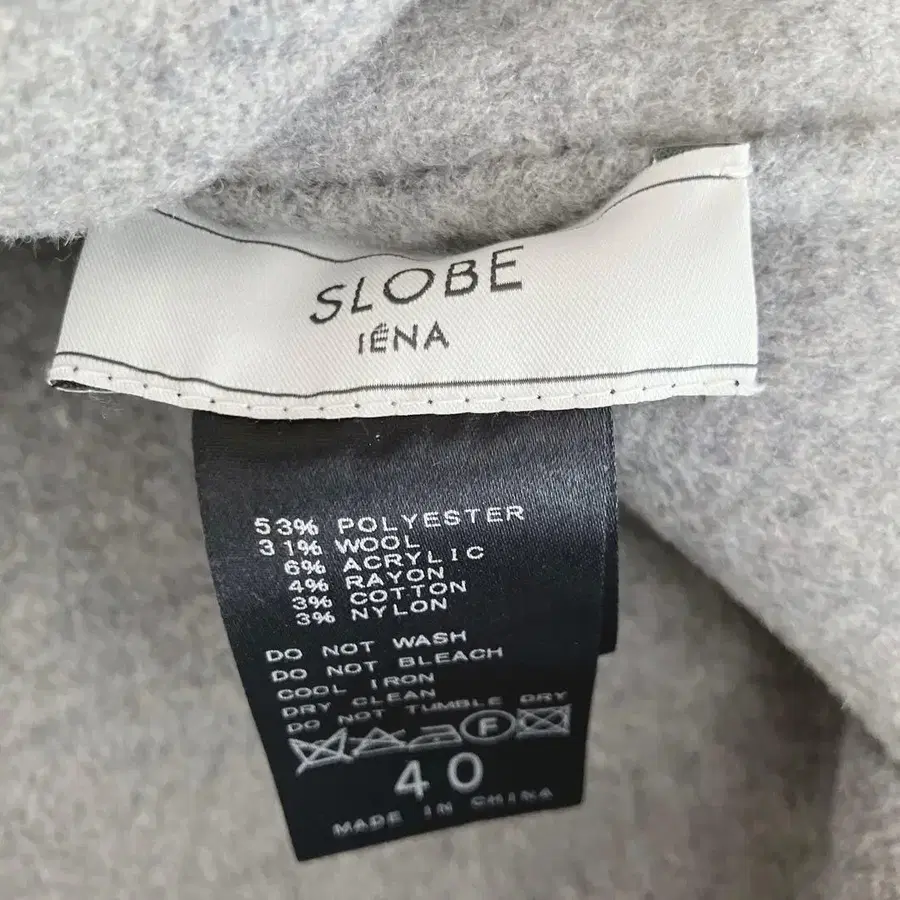 SLOBE
IÉNA
53% POLYESTER
31% WOOL
6% ACRYLIC
4% RAYON
3% COTTON
3% NYLON
DO NOT WASH
DO NOT BLEACH
COOL IRON
DRY CLEAN
DO NOT TUMBLE DRY
F
40
MADE IN CHINA